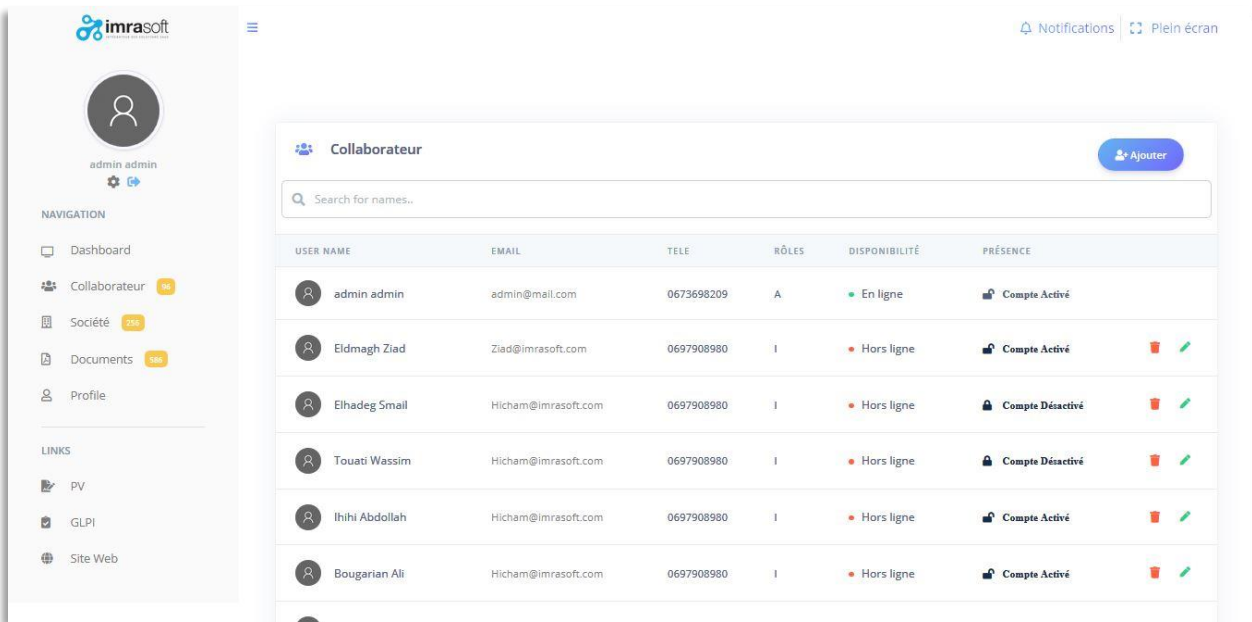 imrasoft
Notifications
Plein écran
admin admin
NAVIGATION
Dashboard
Collaborateur 96
Société 256
Documents 586
Profile
LINKS
PV
GLPI
Site Web
Collaborateur
Ajouter
Search for names..
USER NAME EMAIL TELE RÔLES DISPONIBILITÉ PRÉSENCE
admin admin admin@mail.com 0673698209 A En ligne Compte Activé
Eldmagh Ziad Ziad@imrasoft.com 0697908980 I Hors ligne Compte Activé
Elhadeg Smail Hicham@imrasoft.com 0697908980 I Hors ligne Compte Désactivé
Touati Wassim Hicham@imrasoft.com 0697908980 I Hors ligne Compte Désactivé
Ihihi Abdollah Hicham@imrasoft.com 0697908980 I Hors ligne Compte Activé
Bougarian Ali Hicham@imrasoft.com 0697908980 I Hors ligne Compte Activé